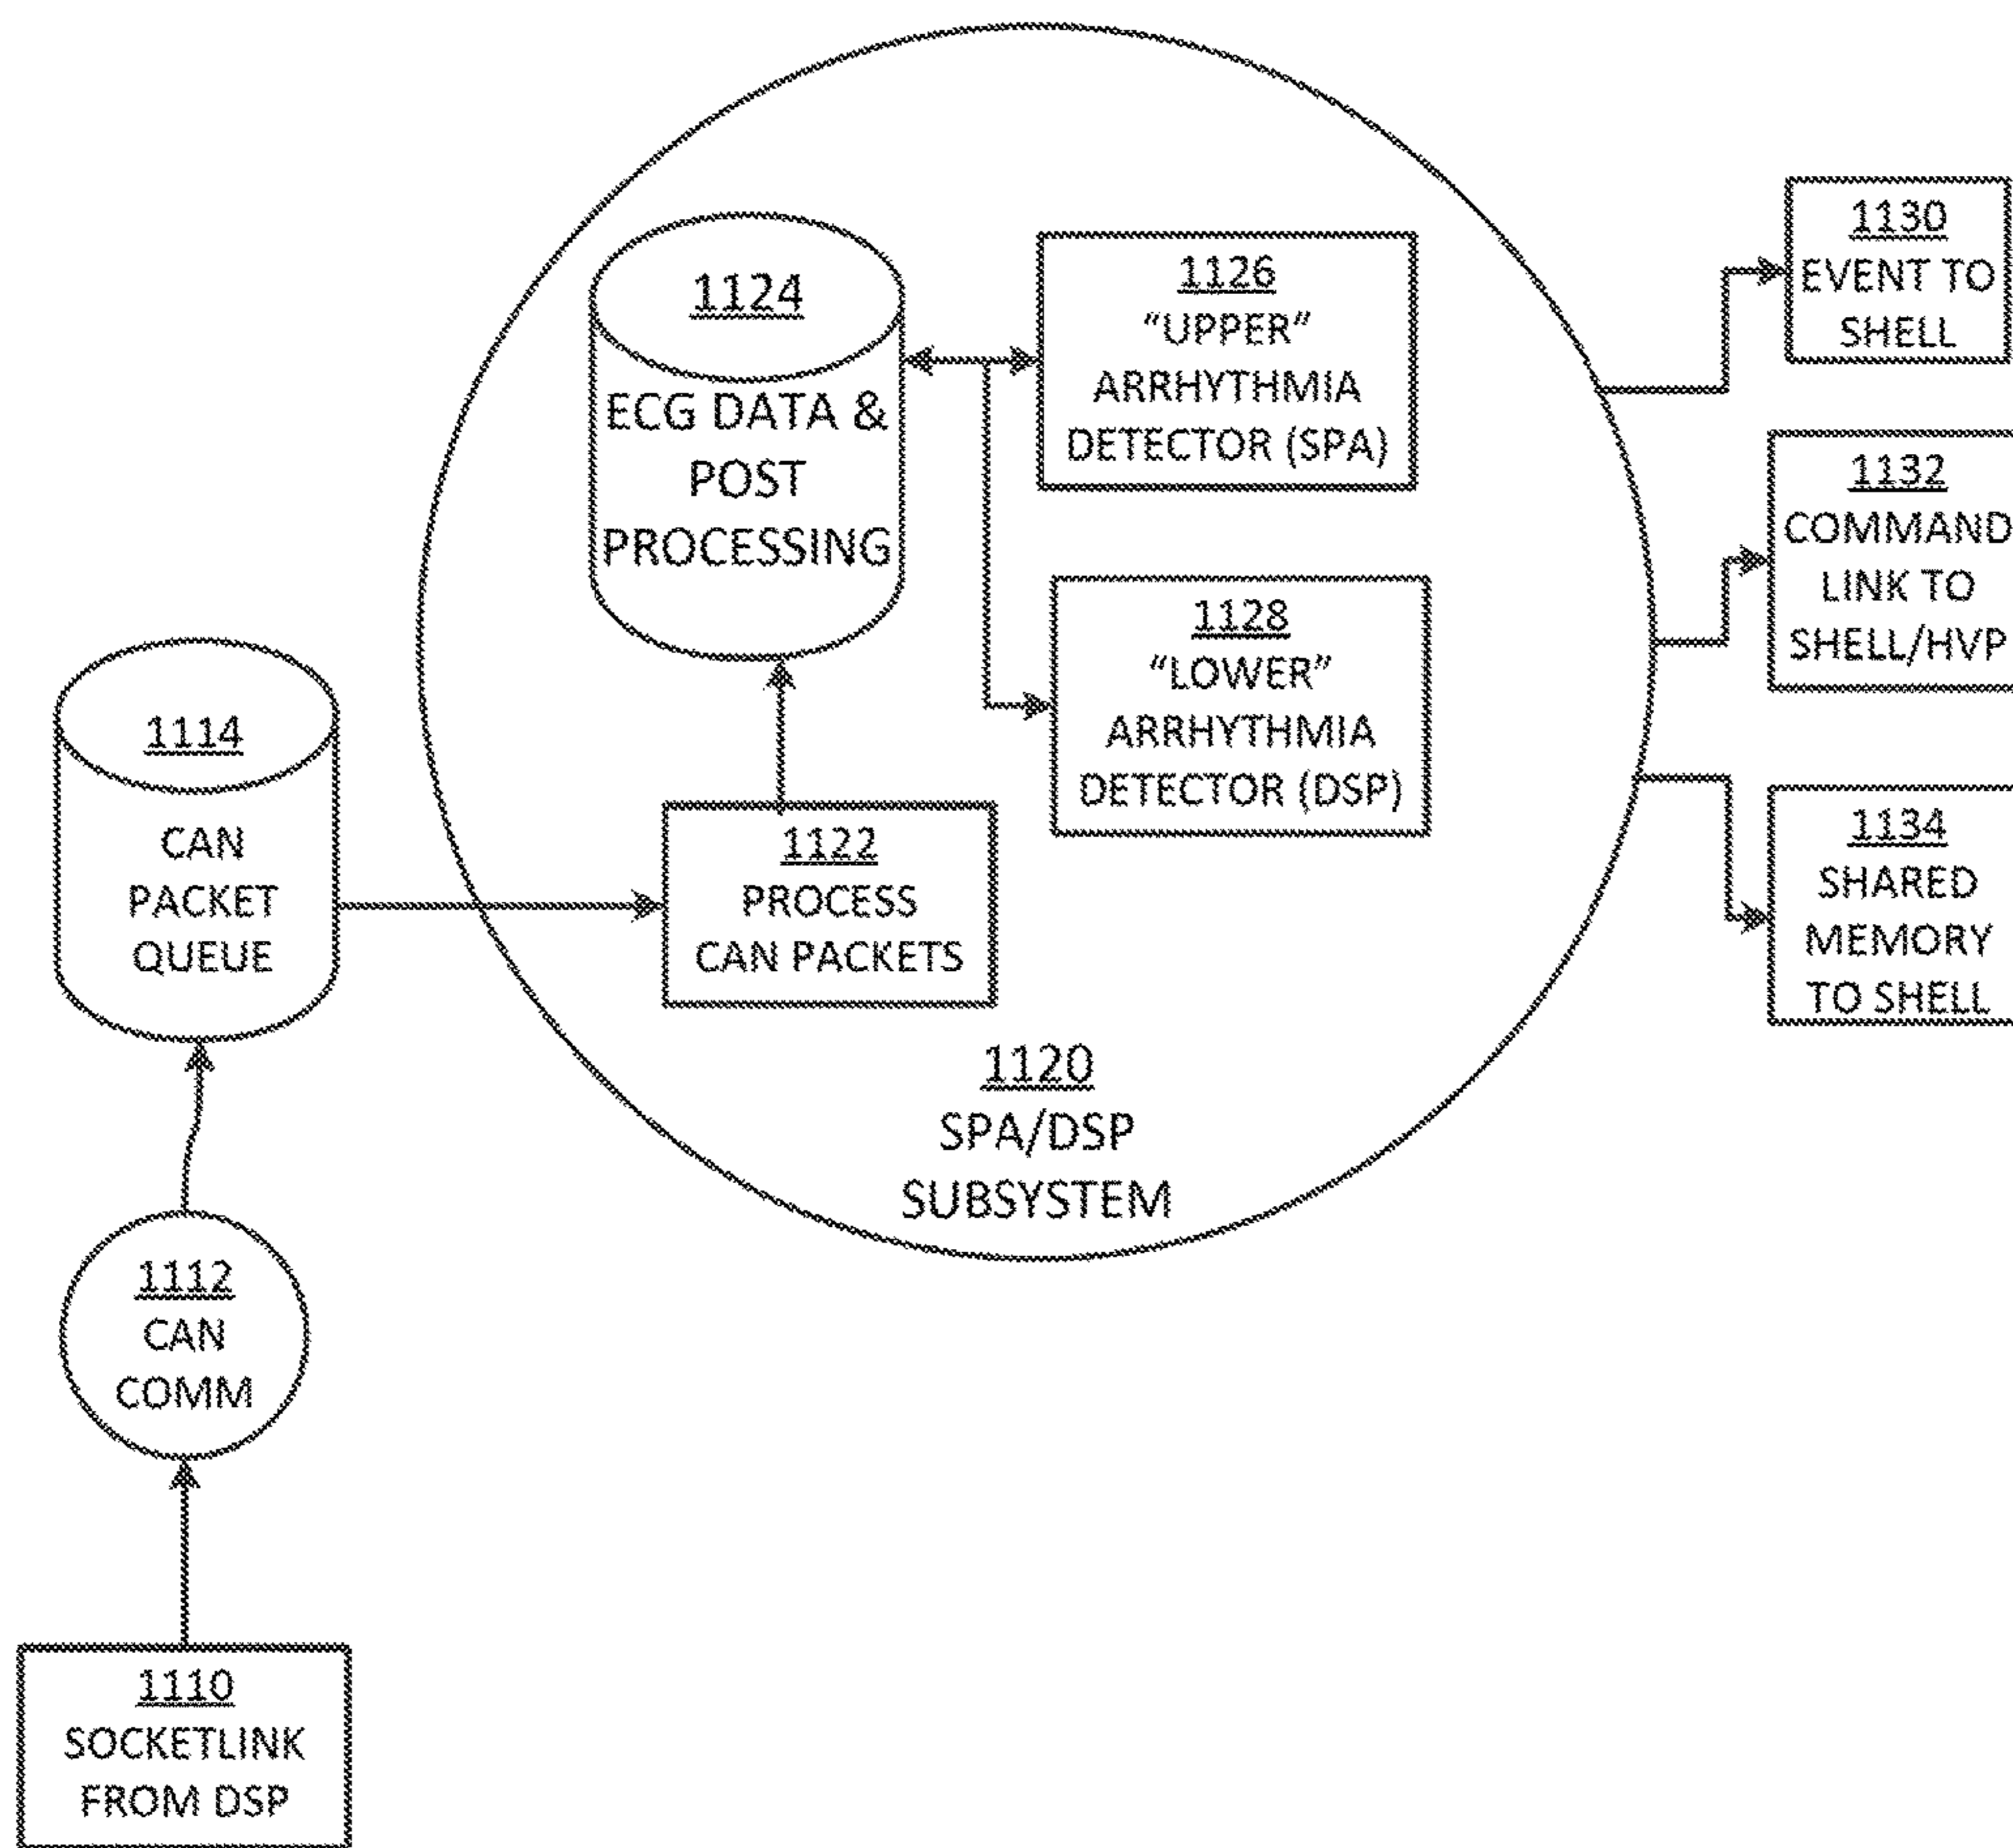 1124
ECG DATA &
POST
PROCESSING
1126
"UPPER"
ARRHYTHMIA
DETECTOR (SPA)
1130
EVENT TO
SHELL
1132
COMMAND
LINK TO
SHELL/HVP
1128
"LOWER"
ARRHYTHMIA
DETECTOR (DSP)
1134
SHARED
MEMORY
TO SHELL
1114
CAN
PACKET
QUEUE
1122
PROCESS
CAN PACKETS
1120
SPA/DSP
SUBSYSTEM
1112
CAN
COMM
1110
SOCKETLINK
FROM DSP